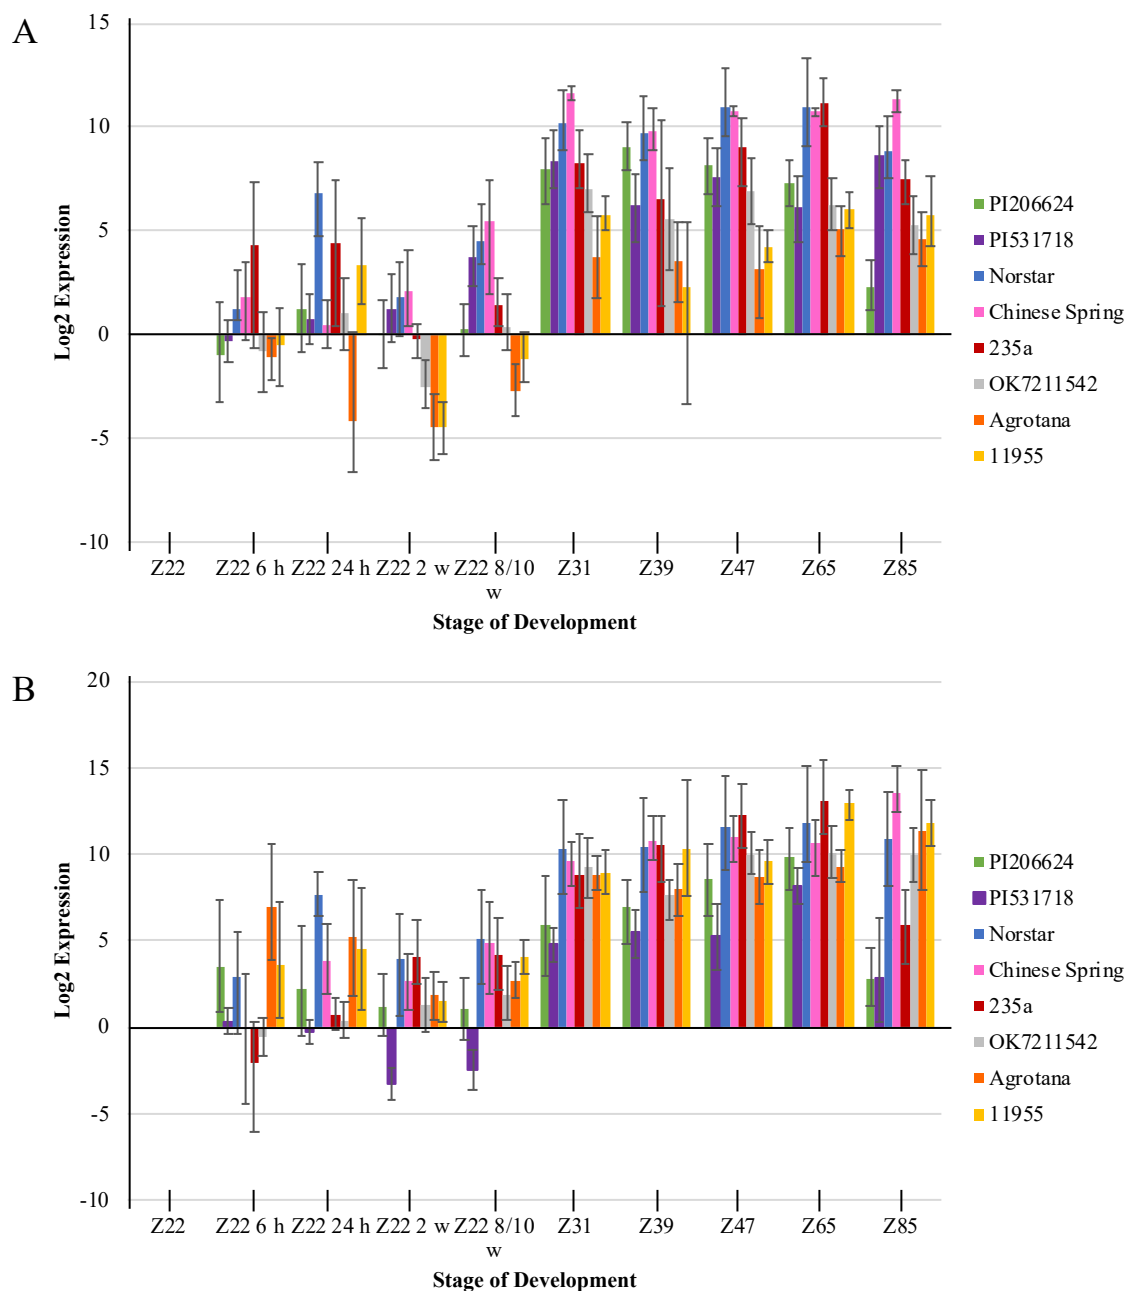 A
15
10
5
0
-5
-10
Log2 Expression
Z22 Z22 6 h Z22 24 h Z22 2 w Z22 8/10 w Z31 Z39 Z47 Z65 Z85
Stage of Development
PI206624
PI531718
Norstar
Chinese Spring
235a
OK7211542
Agrotana
11955
B
20
15
10
5
0
-5
-10
Log2 Expression
Z22 Z22 6 h Z22 24 h Z22 2 w Z22 8/10 w Z31 Z39 Z47 Z65 Z85
Stage of Development
PI206624
PI531718
Norstar
Chinese Spring
235a
OK7211542
Agrotana
11955